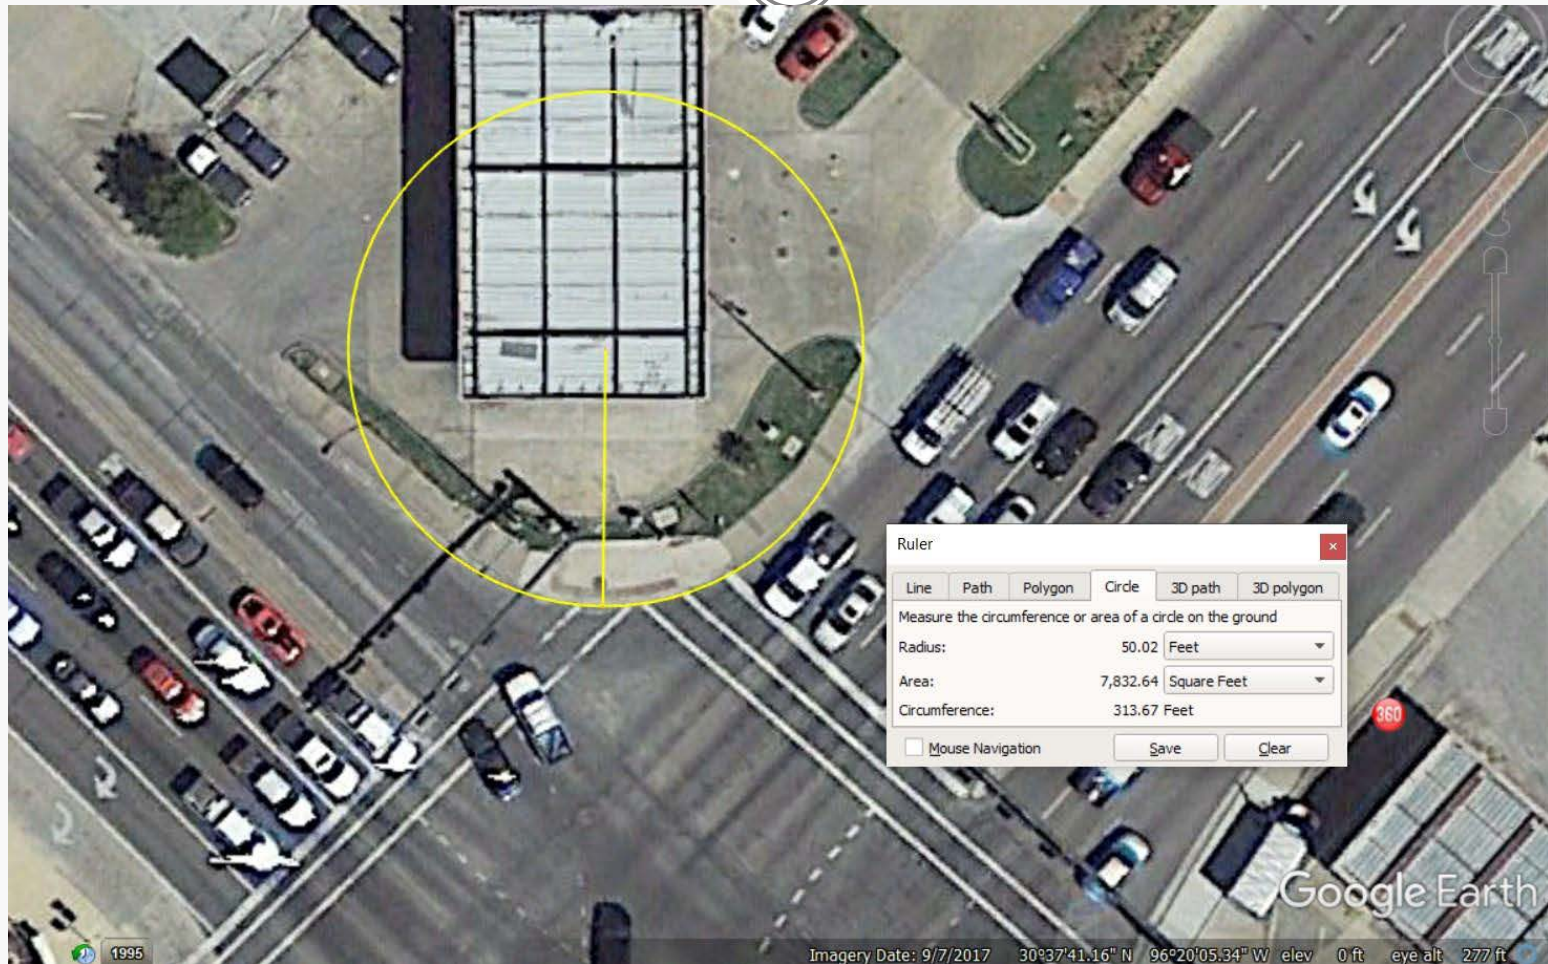 Ruler
Line Path Polygon Circle 3D path 3D polygon
Measure the circumference or area of a circle on the ground
Radius: 50.02 Feet
Area: 7,832.64 Square Feet
Circumference: 313.67 Feet
Mouse Navigation Save Clear
360
Google Earth
1995 Imagery Date: 9/7/2017 30°37'41.16" N 96°20'05.34" W elev 0 ft eye alt 277 ft